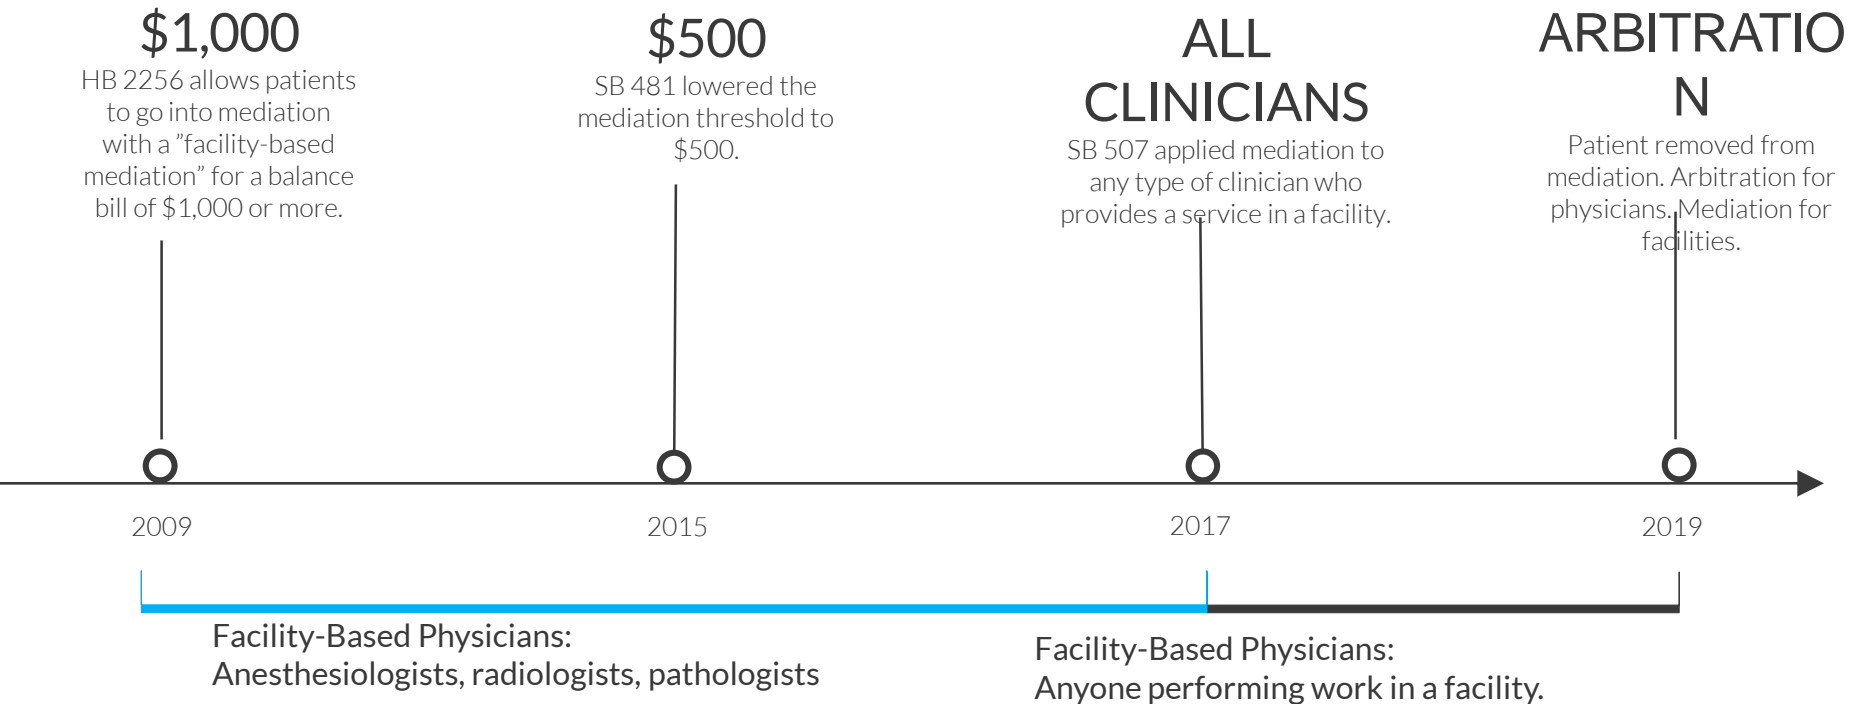 $1,000
HB 2256 allows patients
to go into mediation
with a ”facility-based
mediation” for a balance
bill of $1,000 or more.
$500
SB 481 lowered the
mediation threshold to
$500.
ALL
CLINICIANS
SB 507 applied mediation to
any type of clinician who
provides a service in a facility.
ARBITRATIO
N
Patient removed from
mediation. Arbitration for
physicians. Mediation for
facilities.
2009
2015
2017
2019
Facility-Based Physicians:
Anesthesiologists, radiologists, pathologists
Facility-Based Physicians:
Anyone performing work in a facility.